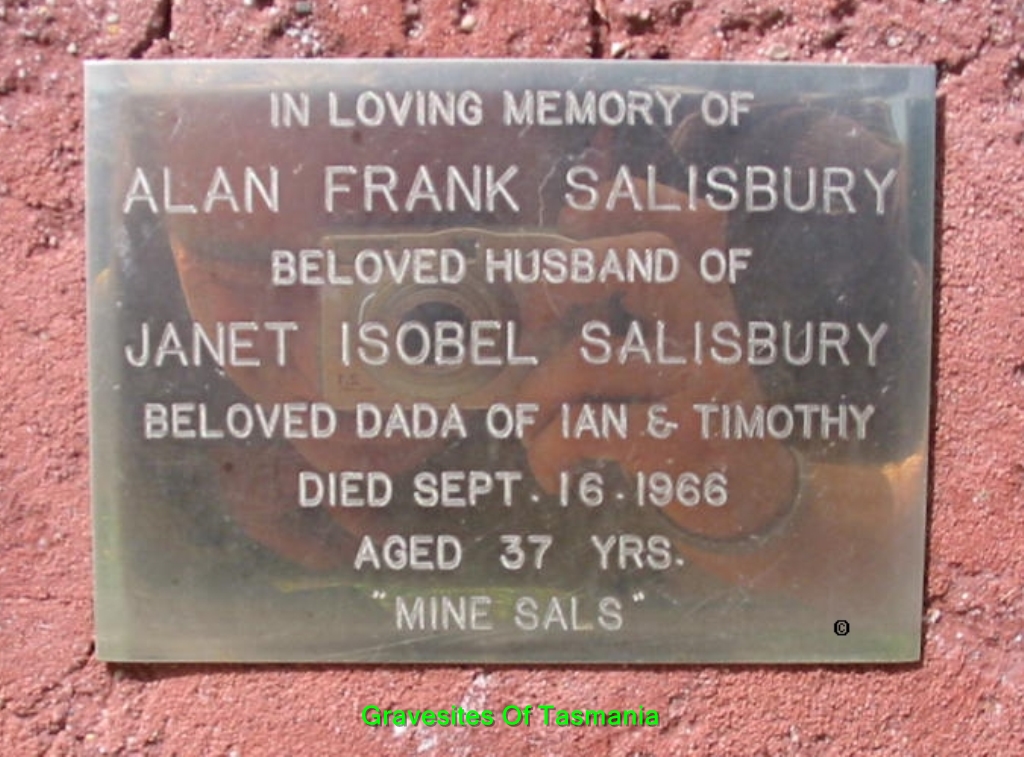 IN LOVING MEMORY OF
ALAN FRANK SALISBURY
BELOVED HUSBAND OF
JANET ISOBEL SALISBURY
BELOVED DADA OF IAN & TIMOTHY
DIED SEPT. 16.1966
AGED 37 YRS.
"MINE SALS"
©
Gravesites Of Tasmania